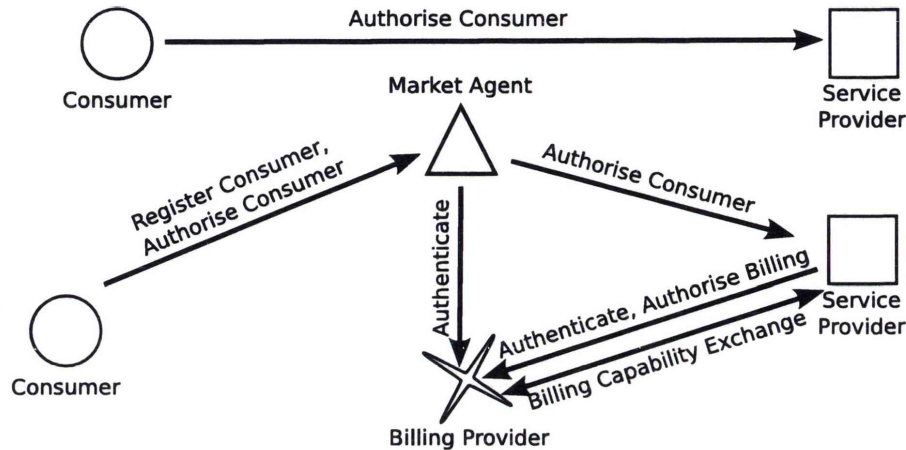 Authorise Consumer
Consumer
Service
Provider
Market Agent
Register Consumer,
Authorise Consumer
Authorise Consumer
Authenticate
Authenticate, Authorise Billing
Billing Capability Exchange
Service
Provider
Consumer
Billing Provider